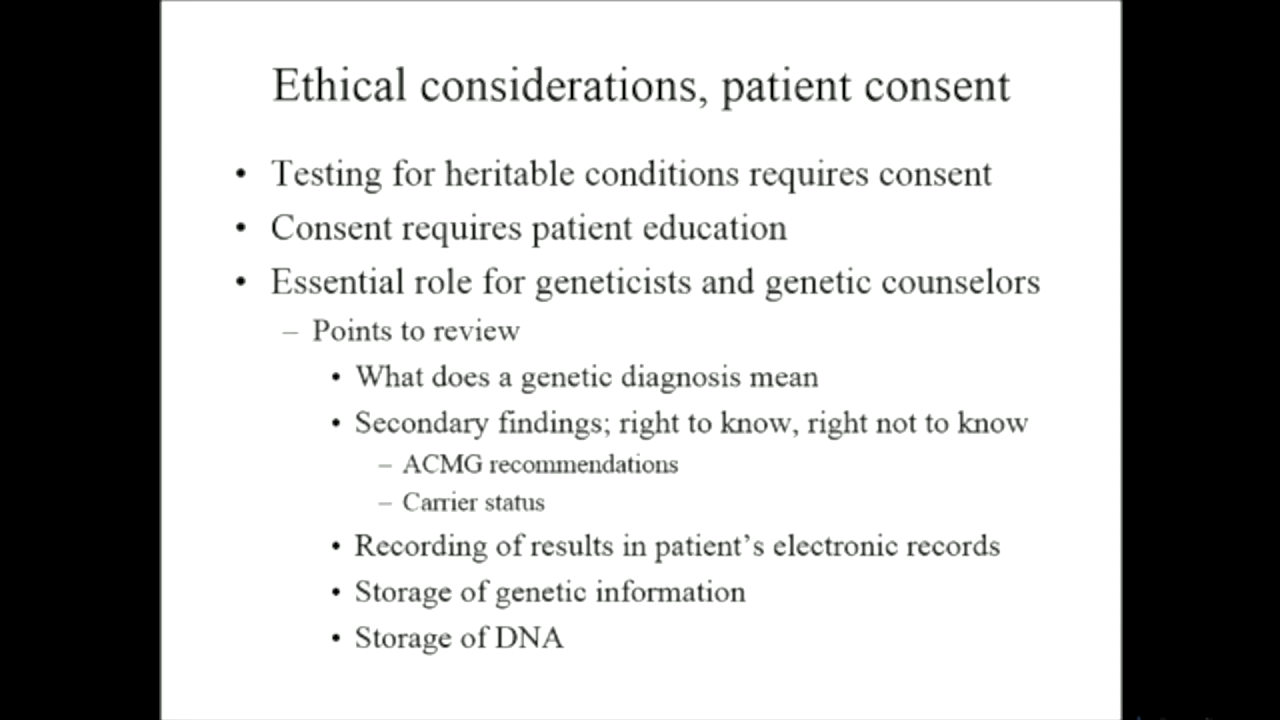 Ethical considerations, patient consent
• Testing for heritable conditions requires consent
• Consent requires patient education
• Essential role for geneticists and genetic counselors
– Points to review
• What does a genetic diagnosis mean
• Secondary findings; right to know, right not to know
– ACMG recommendations
– Carrier status
• Recording of results in patient’s electronic records
• Storage of genetic information
• Storage of DNA